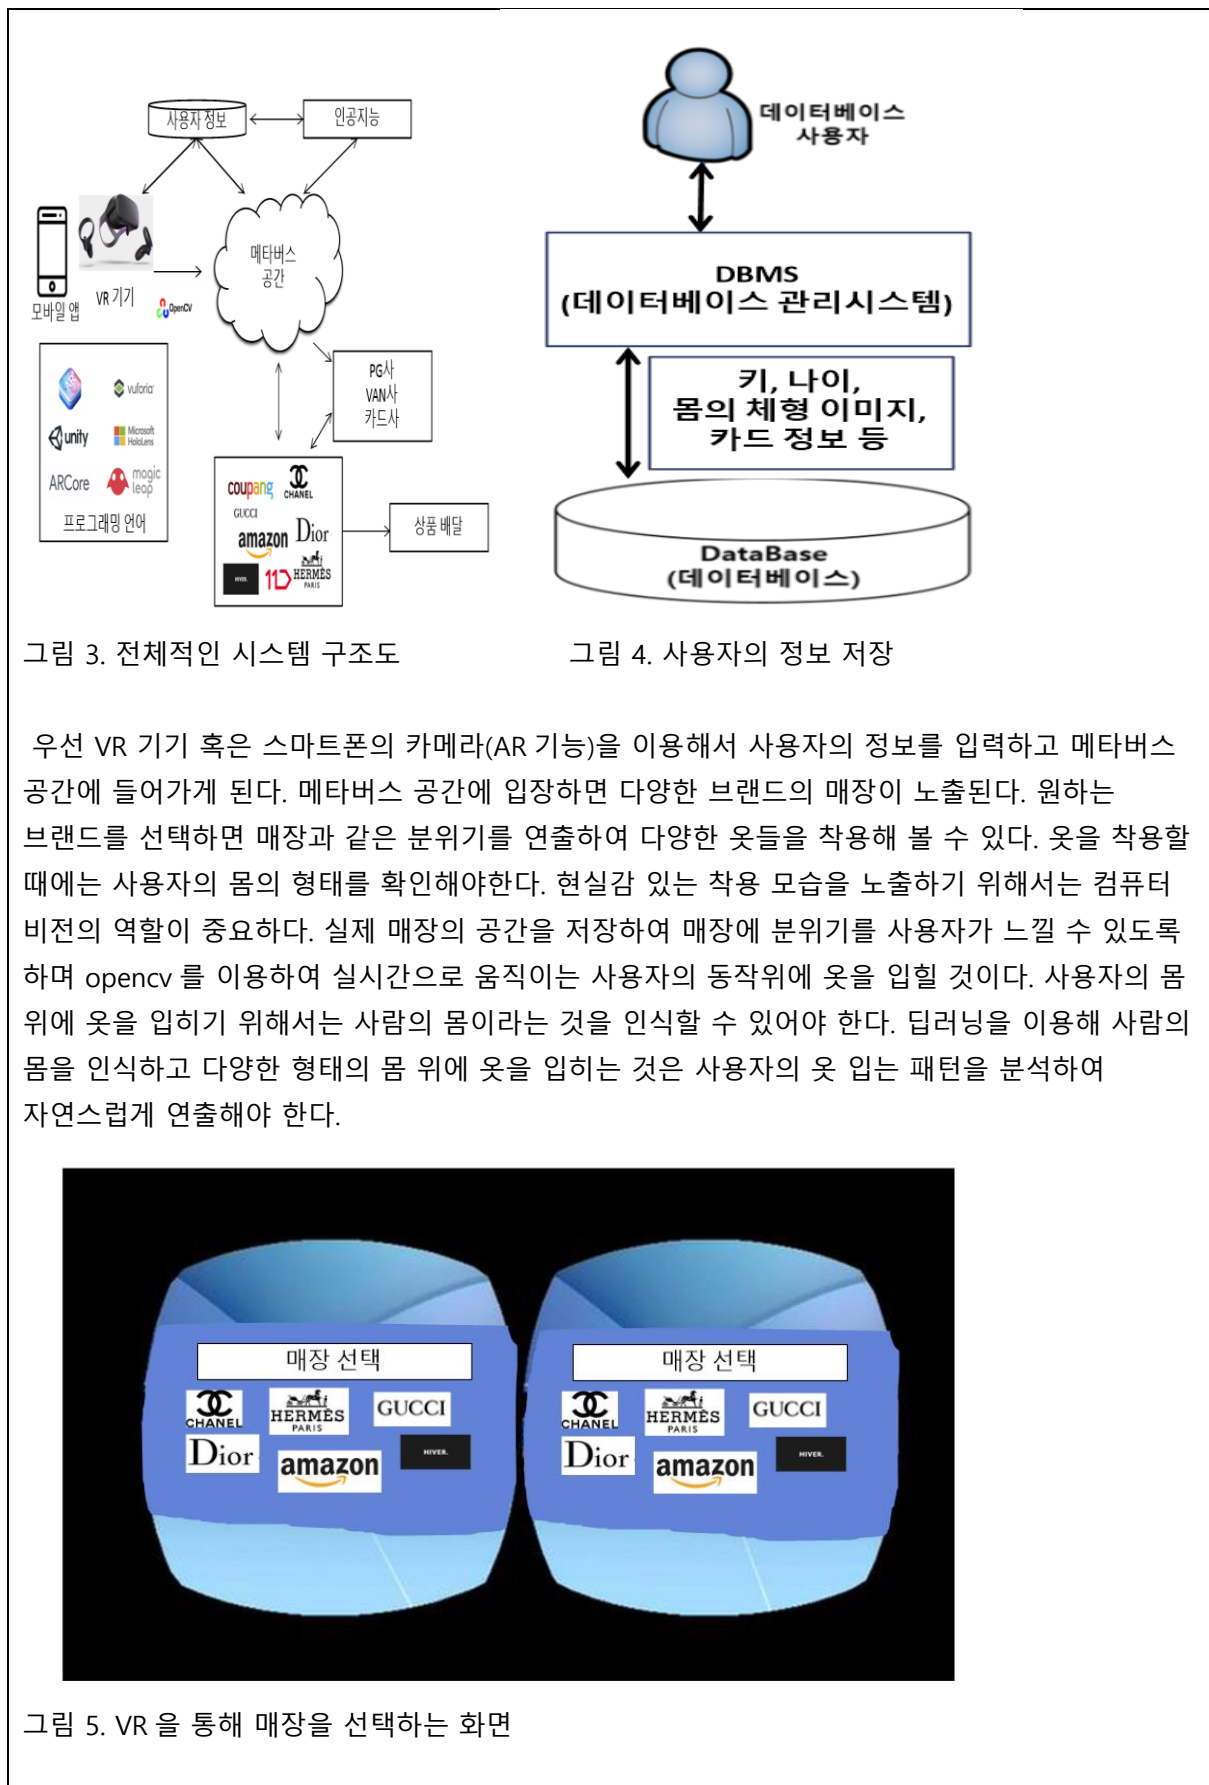 사용자 정보
인공지능
메타버스
공간
모바일 앱
VR 기기
OpenCV
vuforia
unity
Microsoft
HoloLens
ARCore
magic
leap
프로그래밍 언어
PG사
VAN사
카드사
coupang
CHANEL
GUCCI
amazon
Dior
HIVER.
11
HERMÈS
PARIS
상품 배달
데이터베이스
사용자
DBMS
(데이터베이스 관리시스템)
키, 나이,
몸의 체형 이미지,
카드 정보 등
DataBase
(데이터베이스)
그림 3. 전체적인 시스템 구조도
그림 4. 사용자의 정보 저장
우선 VR 기기 혹은 스마트폰의 카메라(AR 기능)을 이용해서 사용자의 정보를 입력하고 메타버스
공간에 들어가게 된다. 메타버스 공간에 입장하면 다양한 브랜드의 매장이 노출된다. 원하는
브랜드를 선택하면 매장과 같은 분위기를 연출하여 다양한 옷들을 착용해 볼 수 있다. 옷을 착용할
때에는 사용자의 몸의 형태를 확인해야한다. 현실감 있는 착용 모습을 노출하기 위해서는 컴퓨터
비전의 역할이 중요하다. 실제 매장의 공간을 저장하여 매장에 분위기를 사용자가 느낄 수 있도록
하며 opencv 를 이용하여 실시간으로 움직이는 사용자의 동작위에 옷을 입힐 것이다. 사용자의 몸
위에 옷을 입히기 위해서는 사람의 몸이라는 것을 인식할 수 있어야 한다. 딥러닝을 이용해 사람의
몸을 인식하고 다양한 형태의 몸 위에 옷을 입히는 것은 사용자의 옷 입는 패턴을 분석하여
자연스럽게 연출해야 한다.
매장 선택
CHANEL
HERMÈS
PARIS
GUCCI
Dior
amazon
HIVER.
매장 선택
CHANEL
HERMÈS
PARIS
GUCCI
Dior
amazon
HIVER.
그림 5. VR 을 통해 매장을 선택하는 화면